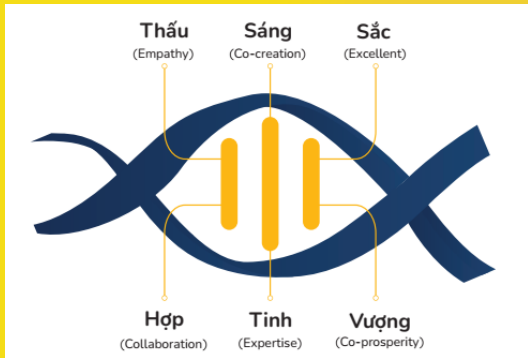 Thấu
(Empathy)
Sáng
(Co-creation)
Sắc
(Excellent)
Hợp
(Collaboration)
Tinh
(Expertise)
Vượng
(Co-prosperity)